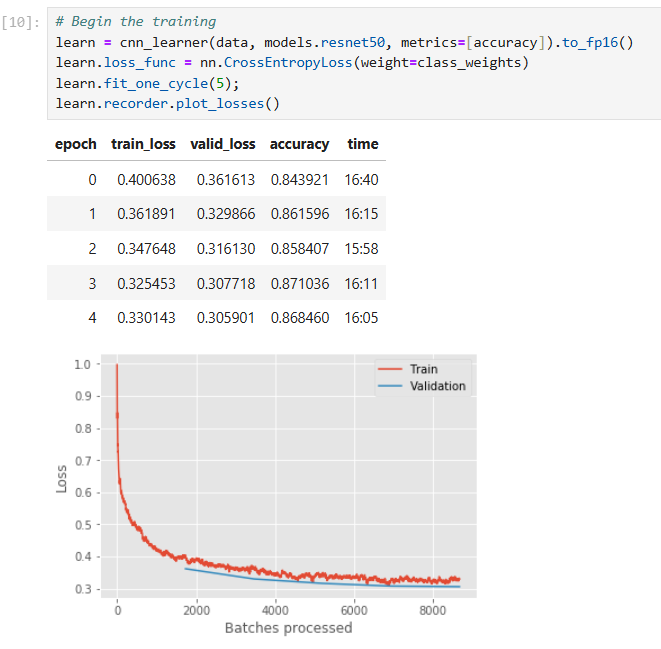 [10]: # Begin the training
learn = cnn_learner(data, models.resnet50, metrics=[accuracy]).to_fp16()
learn.loss_func = nn.CrossEntropyLoss(weight=class_weights)
learn.fit_one_cycle(5);
learn.recorder.plot_losses()
epoch train_loss valid_loss accuracy time
0 0.400638 0.361613 0.843921 16:40
1 0.361891 0.329866 0.861596 16:15
2 0.347648 0.316130 0.858407 15:58
3 0.325453 0.307718 0.871036 16:11
4 0.330143 0.305901 0.868460 16:05
Train
Validation
1.0
0.9
0.8
0.7
0.6
0.5
0.4
0.3
Loss
0 2000 4000 6000 8000
Batches processed